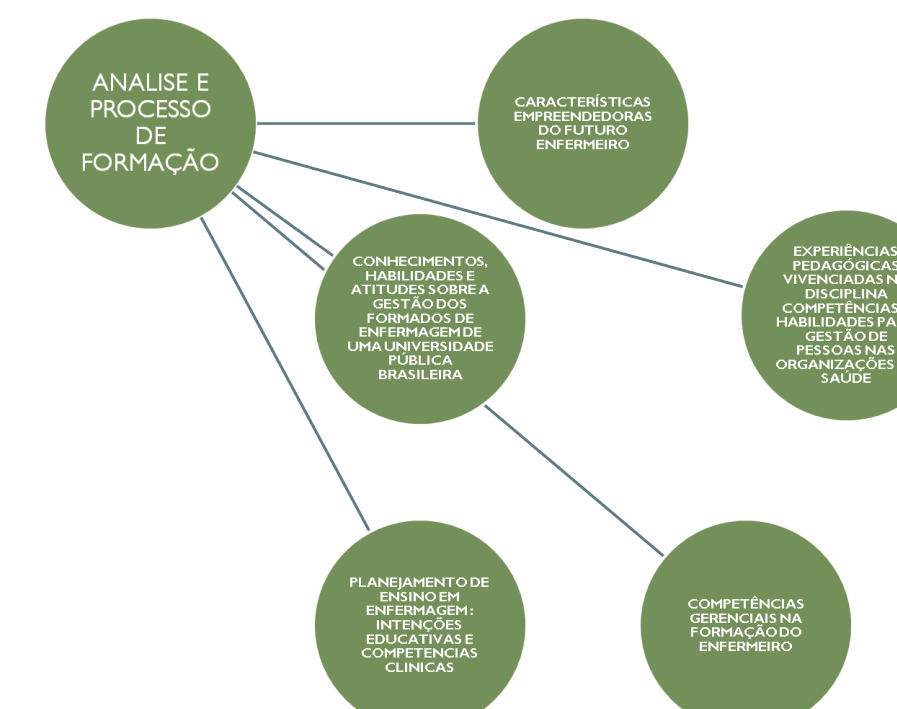 ANALISE E
PROCESSO
DE
FORMAÇÃO
CARACTERÍSTICAS
EMPREENDEDORAS
DO FUTURO
ENFERMEIRO
CONHECIMENTOS,
HABILIDADES E
ATITUDES SOBRE A
GESTÃO DOS
FORMADOS DE
ENFERMAGEM DE
UMA UNIVERSIDADE
PÚBLICA
BRASILEIRA
EXPERIÊNCIAS
PEDAGÓGICAS
VIVENCIADAS
DISCIPLINA
COMPETÊNCIAS
HABILIDADES
GESTÃO DE
PESSOAS NAS
ORGANIZAÇÕES
SAÚDE
PLANEJAMENTO DE
ENSINO EM
ENFERMAGEM :
INTENÇÕES
EDUCATIVAS E
COMPETENCIAS
CLINICAS
COMPETÊNCIAS
GERENCIAIS NA
FORMAÇÃO DO
ENFERMEIRO